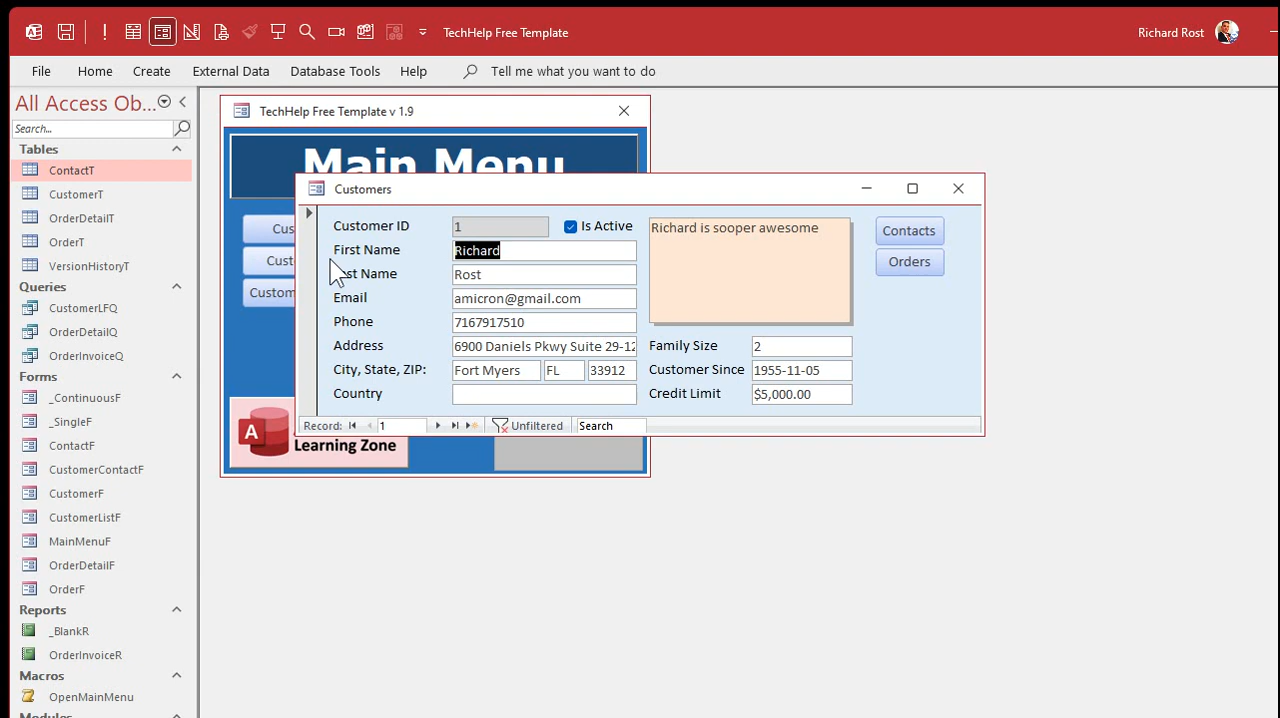 TechHelp Free Template
Richard Rost
File Home Create External Data Database Tools Help Tell me what you want to do
All Access Ob...
Search...
Tables
ContactT
CustomerT
OrderDetailT
OrderT
VersionHistoryT
Queries
CustomerLFQ
OrderDetailQ
OrderInvoiceQ
Forms
_ContinuousF
_SingleF
ContactF
CustomerContactF
CustomerF
CustomerListF
MainMenuF
OrderDetailF
OrderF
Reports
_BlankR
OrderInvoiceR
Macros
OpenMainMenu
Modules
TechHelp Free Template v 1.9
Main Menu
Cus
Custo
Custom
A
Learning Zone
Customers
Customer ID 1 Is Active
First Name Richard
st Name Rost
Email amicron@gmail.com
Phone 7167917510
Address 6900 Daniels Pkwy Suite 29-12
City, State, ZIP: Fort Myers FL 33912
Country
Richard is sooper awesome
Family Size 2
Customer Since 1955-11-05
Credit Limit $5,000.00
Contacts
Orders
Record: 1 Unfiltered Search